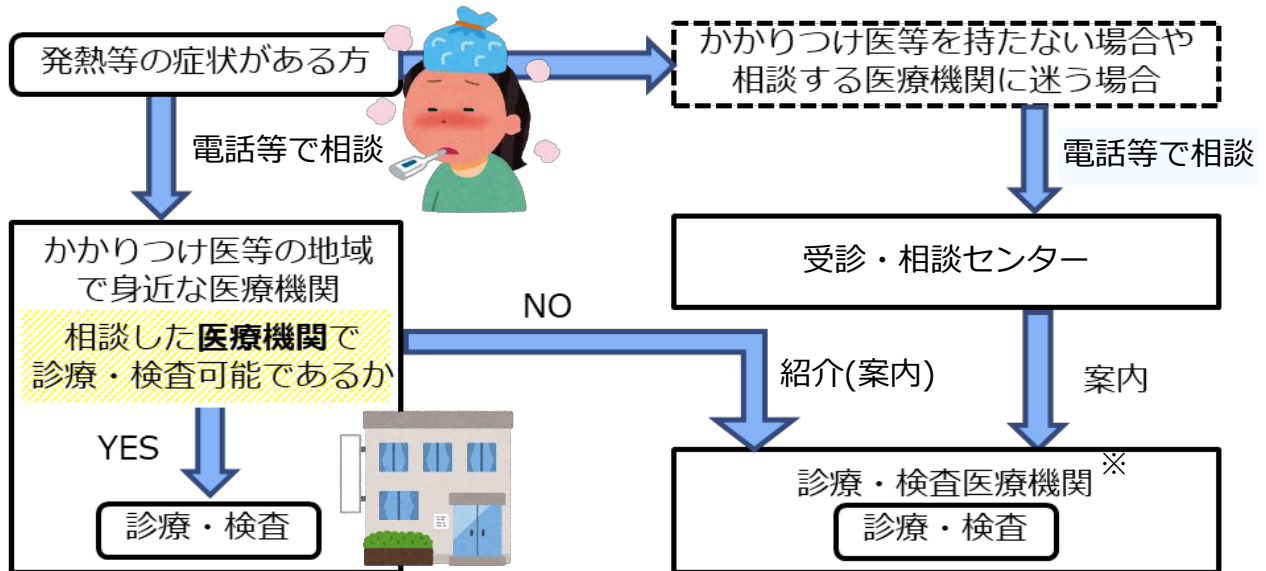 発熱等の症状がある方
電話等で相談
かかりつけ医等の地域
で身近な医療機関
相談した医療機関で
診療・検査可能であるか
YES
診療・検査
NO
紹介(案内)
かかりつけ医等を持たない場合や
相談する医療機関に迷う場合
電話等で相談
受診・相談センター
案内
診療・検査医療機関※
診療・検査